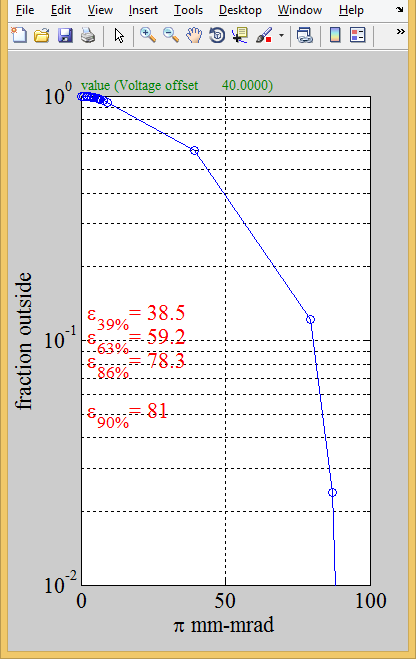 File Edit View Insert Tools Desktop Window Help
value (Voltage offset 40.0000)
10^0
10^-1
10^-2
fraction outside
ε39%= 38.5
ε63%= 59.2
ε86%= 78.3
ε90%= 81
0 50 100
π mm-mrad